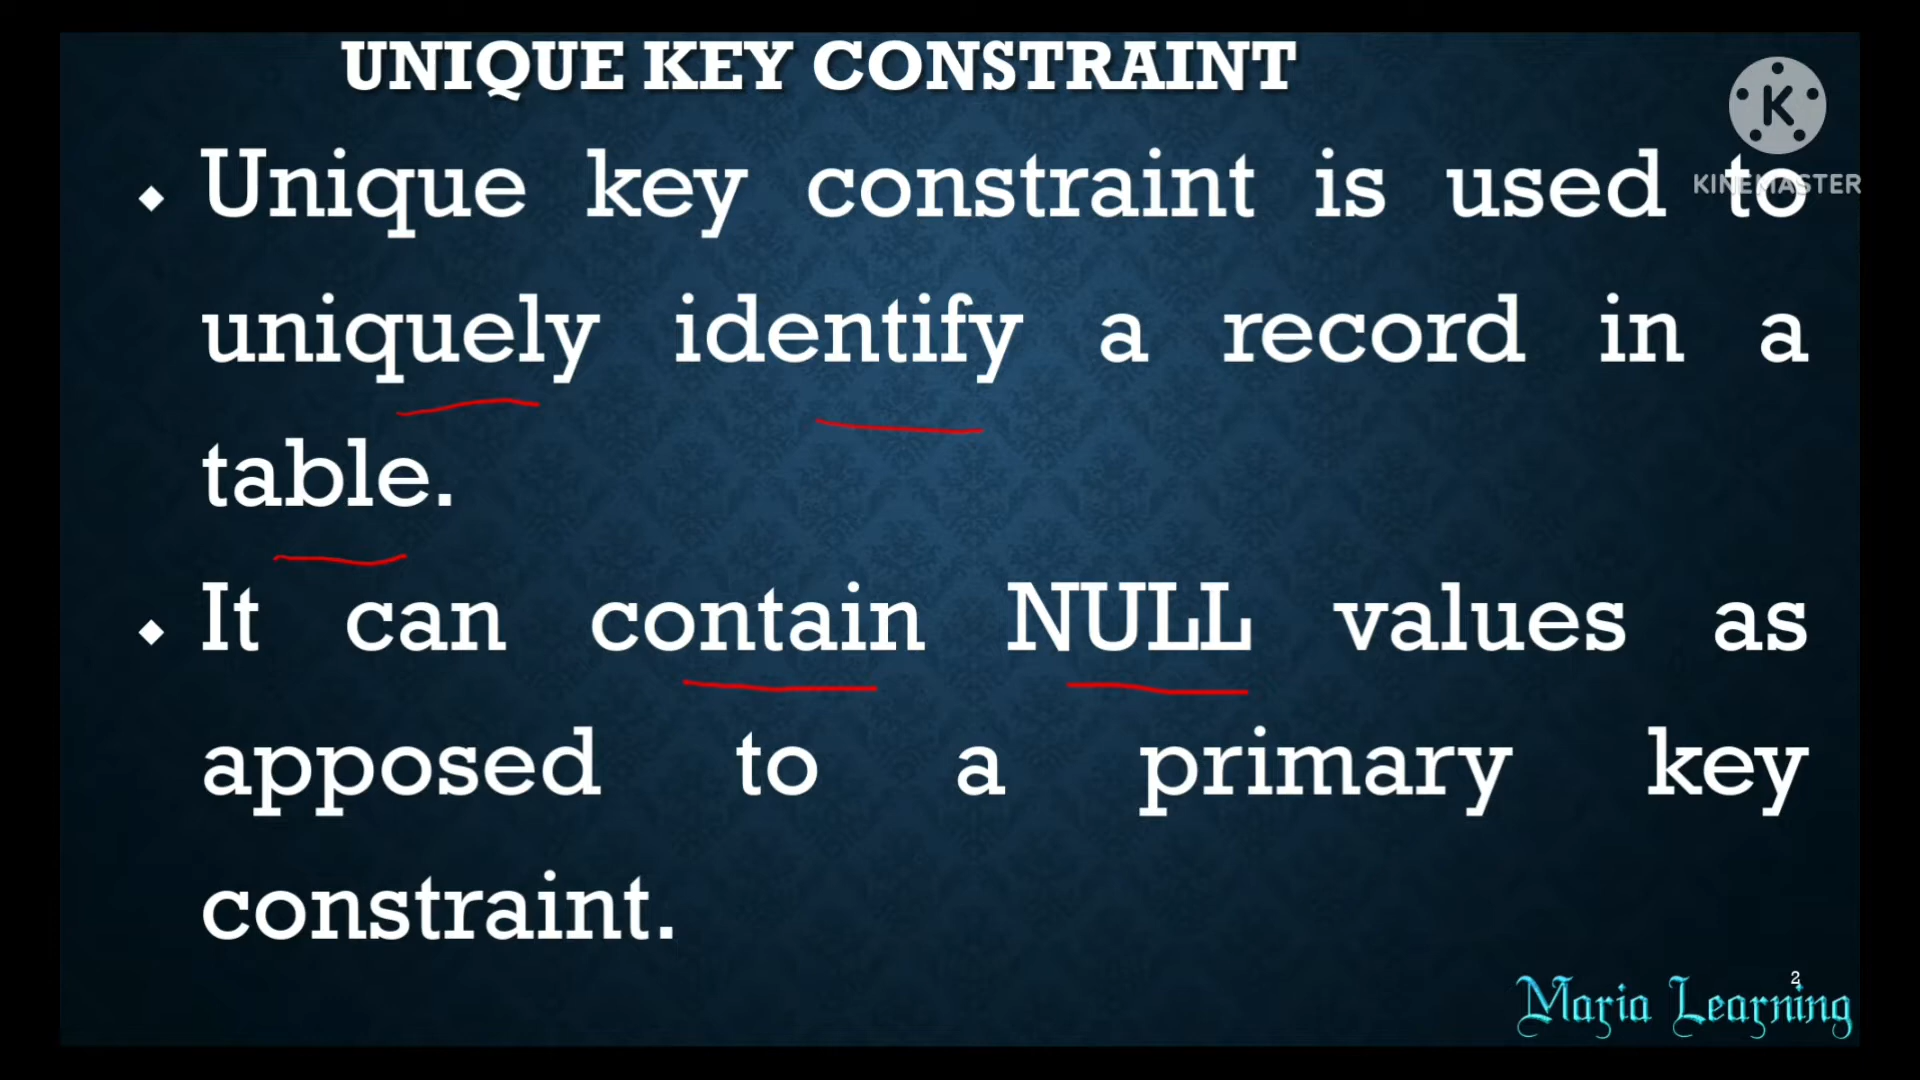 UNIQUE KEY CONSTRAINT
Unique key constraint is used to
KINEMASTER
uniquely identify a record in a
table.
It can contain NULL values as
apposed to a primary key
constraint.
2
Maria Learning